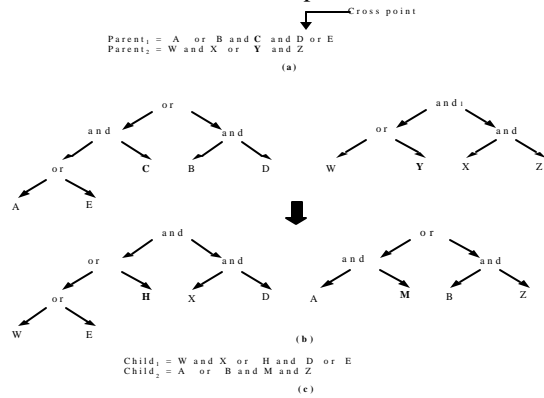 Cross point
Parent1 = A or B and C and D or E
Parent2 = W and X or Y and Z
(a)
or
and1
and
and
or
and
or
C
B
D
W
Y
X
Z
A
E
and
or
or
and
and
and
or
H
X
D
A
M
B
Z
W
E
(b)
Child1 = W and X or H and D or E
Child2 = A or B and M and Z
(c)